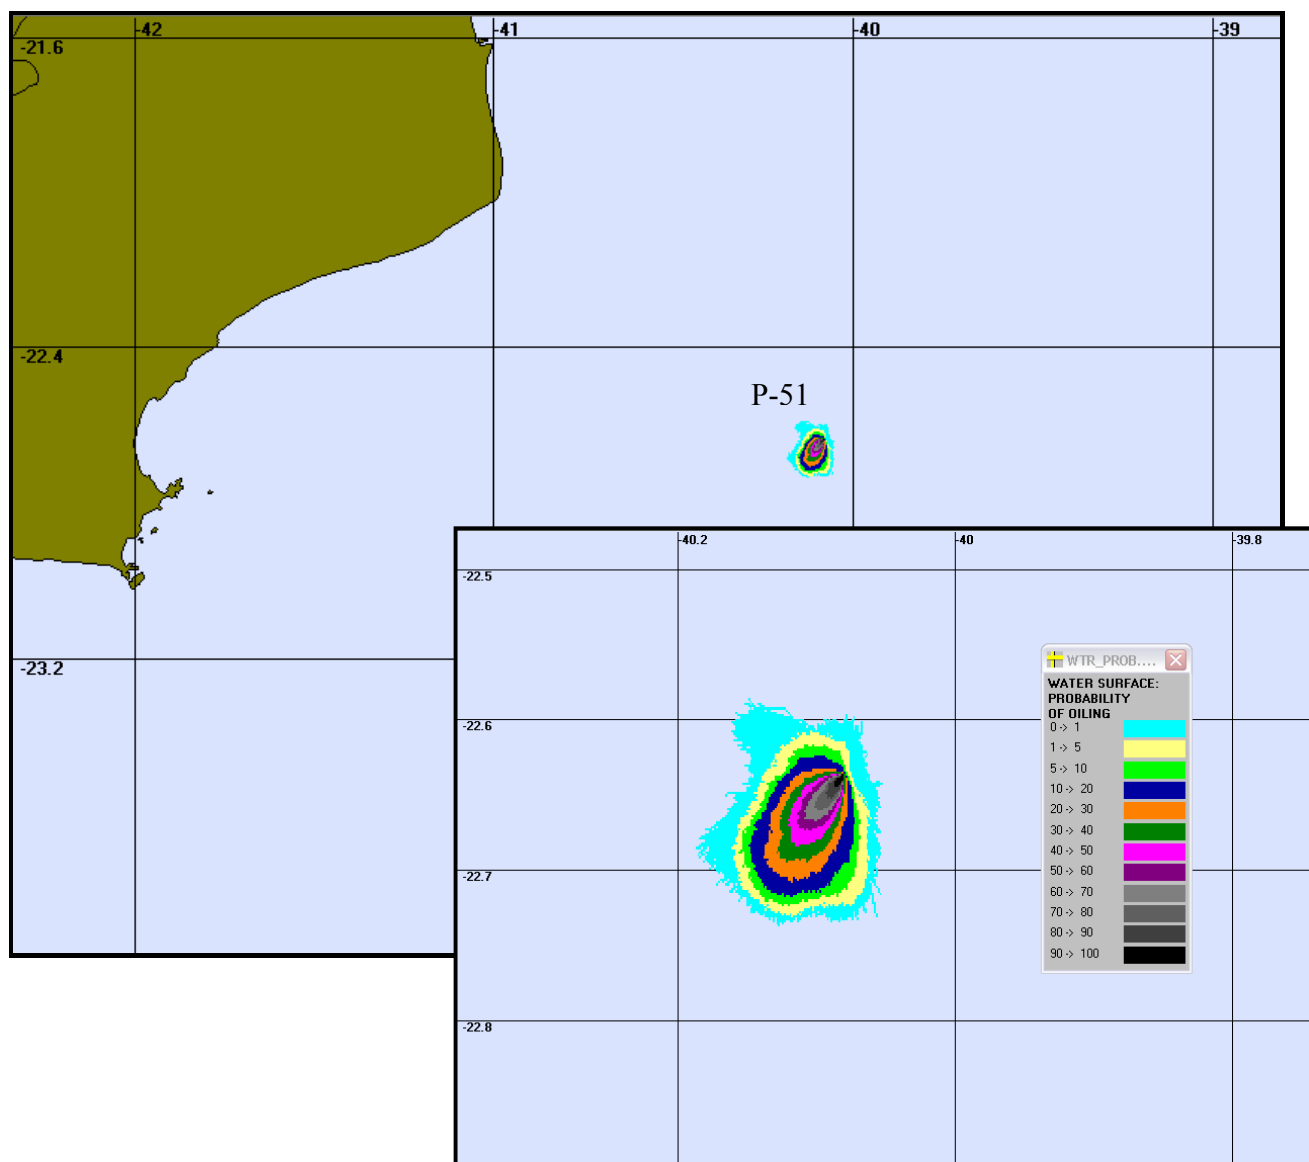 -42
-41
-40
-39
-21.6
-22.4
P-51
-23.2
-40.2
-40
-39.8
-22.5
WTR_PROB....
WATER SURFACE:
PROBABILITY
OF OILING
0 -> 1
1 -> 5
5 -> 10
10 -> 20
20 -> 30
30 -> 40
40 -> 50
50 -> 60
60 -> 70
70 -> 80
80 -> 90
90 -> 100
-22.6
-22.7
-22.8